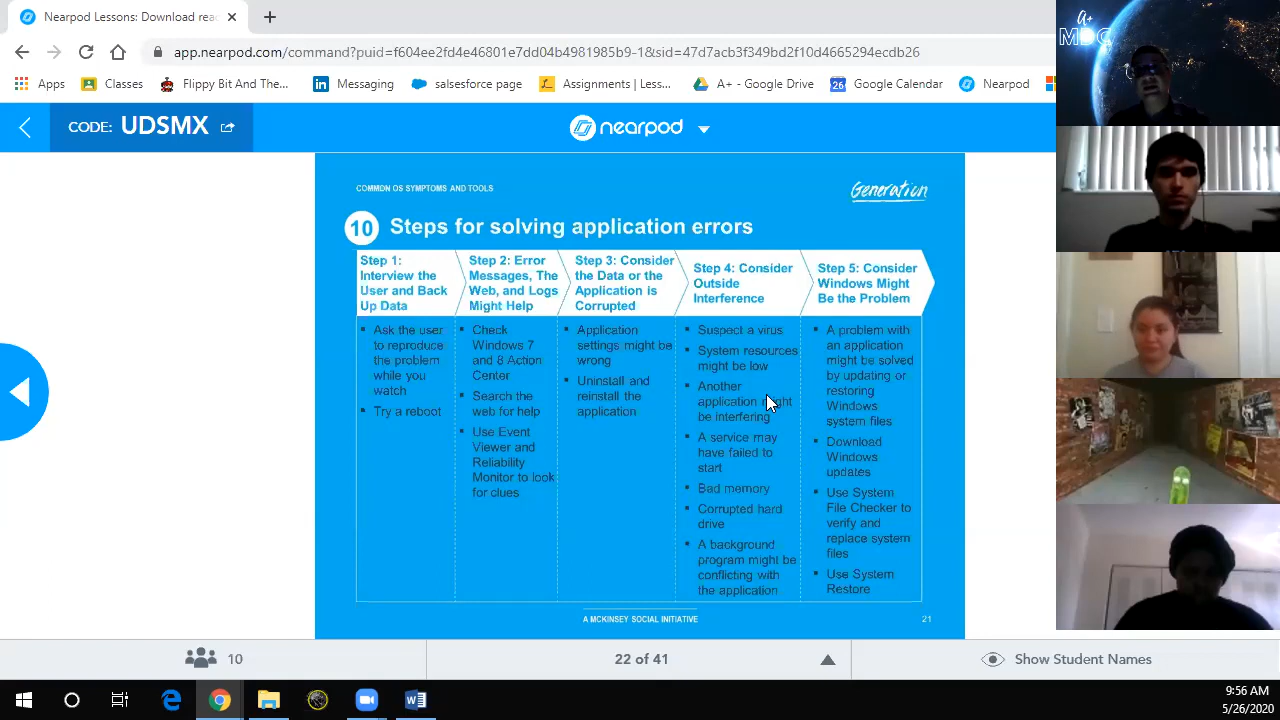 Nearpod Lessons: Download read
app.nearpod.com/command?puid=f604ee2fd4e46801e7dd04b4981985b9-1&sid=47d7acb3f349bd2f10d4665294ecdb26
Apps
Classes
Flippy Bit And The...
Messaging
salsesforce page
Assignments | Less...
A+ - Google Drive
26
Google Calendar
Nearpod
CODE: UDSMX
nearpod
A+
MDC
COMMON OS SYMPTOMS AND TOOLS
Generation
10 Steps for solving application errors
Step 1:
Interview the
User and Back
Up Data
Ask the user
to reproduce
the problem
while you
watch
Try a reboot
Step 2: Error
Messages, The
Web, and Logs
Might Help
Check
Windows 7
and 8 Action
Center
Search the
web for help
Use Event
Viewer and
Reliability
Monitor to look
for clues
Step 3: Consider
the Data or the
Application is
Corrupted
Application
settings might be
wrong
Uninstall and
reinstall the
application
Step 4: Consider
Outside
Interference
Suspect a virus
System resources
might be low
Another
application might
be interfering
A service may
have failed to
start
Bad memory
Corrupted hard
drive
A background
program might be
conflicting with
the application
Step 5: Consider
Windows Might
Be the Problem
A problem with
an application
might be solved
by updating or
restoring
Windows
system files
Download
Windows
updates
Use System
File Checker to
verify and
replace system
files
Use System
Restore
A MCKINSEY SOCIAL INITIATIVE
21
10
22 of 41
Show Student Names
9:56 AM
5/26/2020